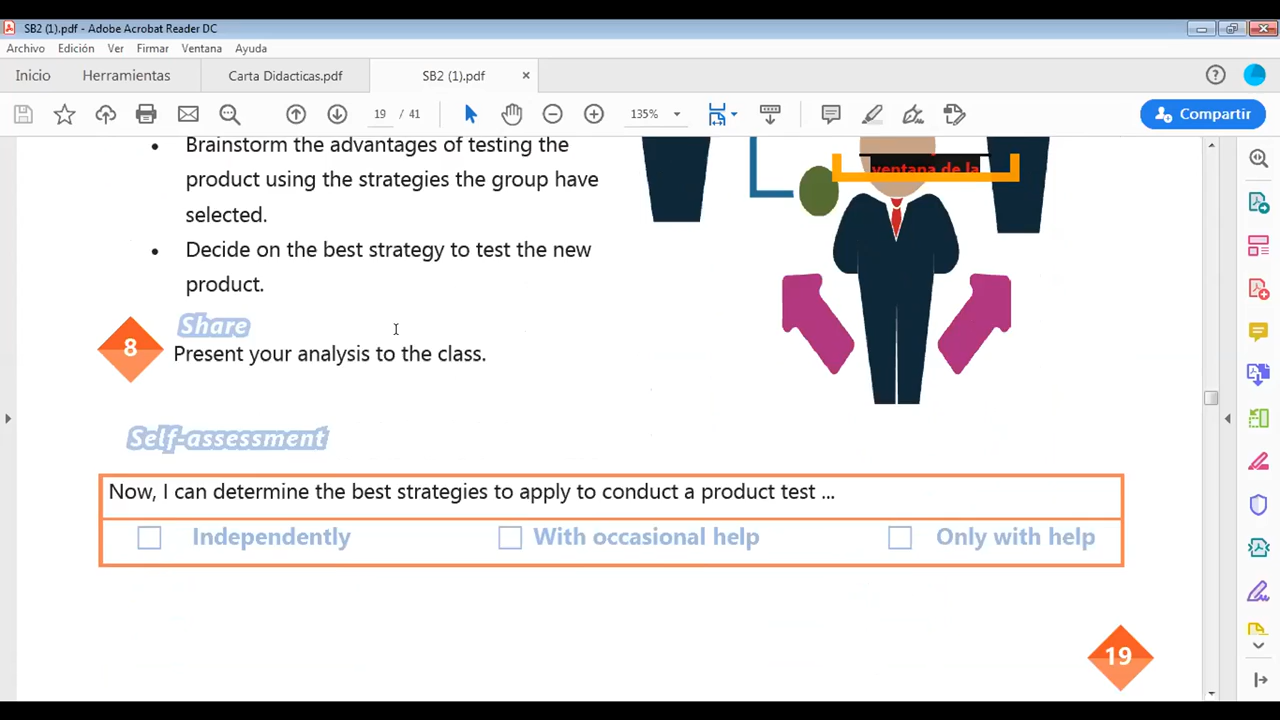 SB2 (1).pdf - Adobe Acrobat Reader DC
Archivo Edición Ver Firmar Ventana Ayuda
Inicio Herramientas Carta Didacticas.pdf SB2 (1).pdf
19 / 41 135% Compartir
Brainstorm the advantages of testing the
product using the strategies the group have
selected.
Decide on the best strategy to test the new
product.
ventana de la
8
Share
Present your analysis to the class.
Self-assessment
Now, I can determine the best strategies to apply to conduct a product test ...
Independently With occasional help Only with help
19